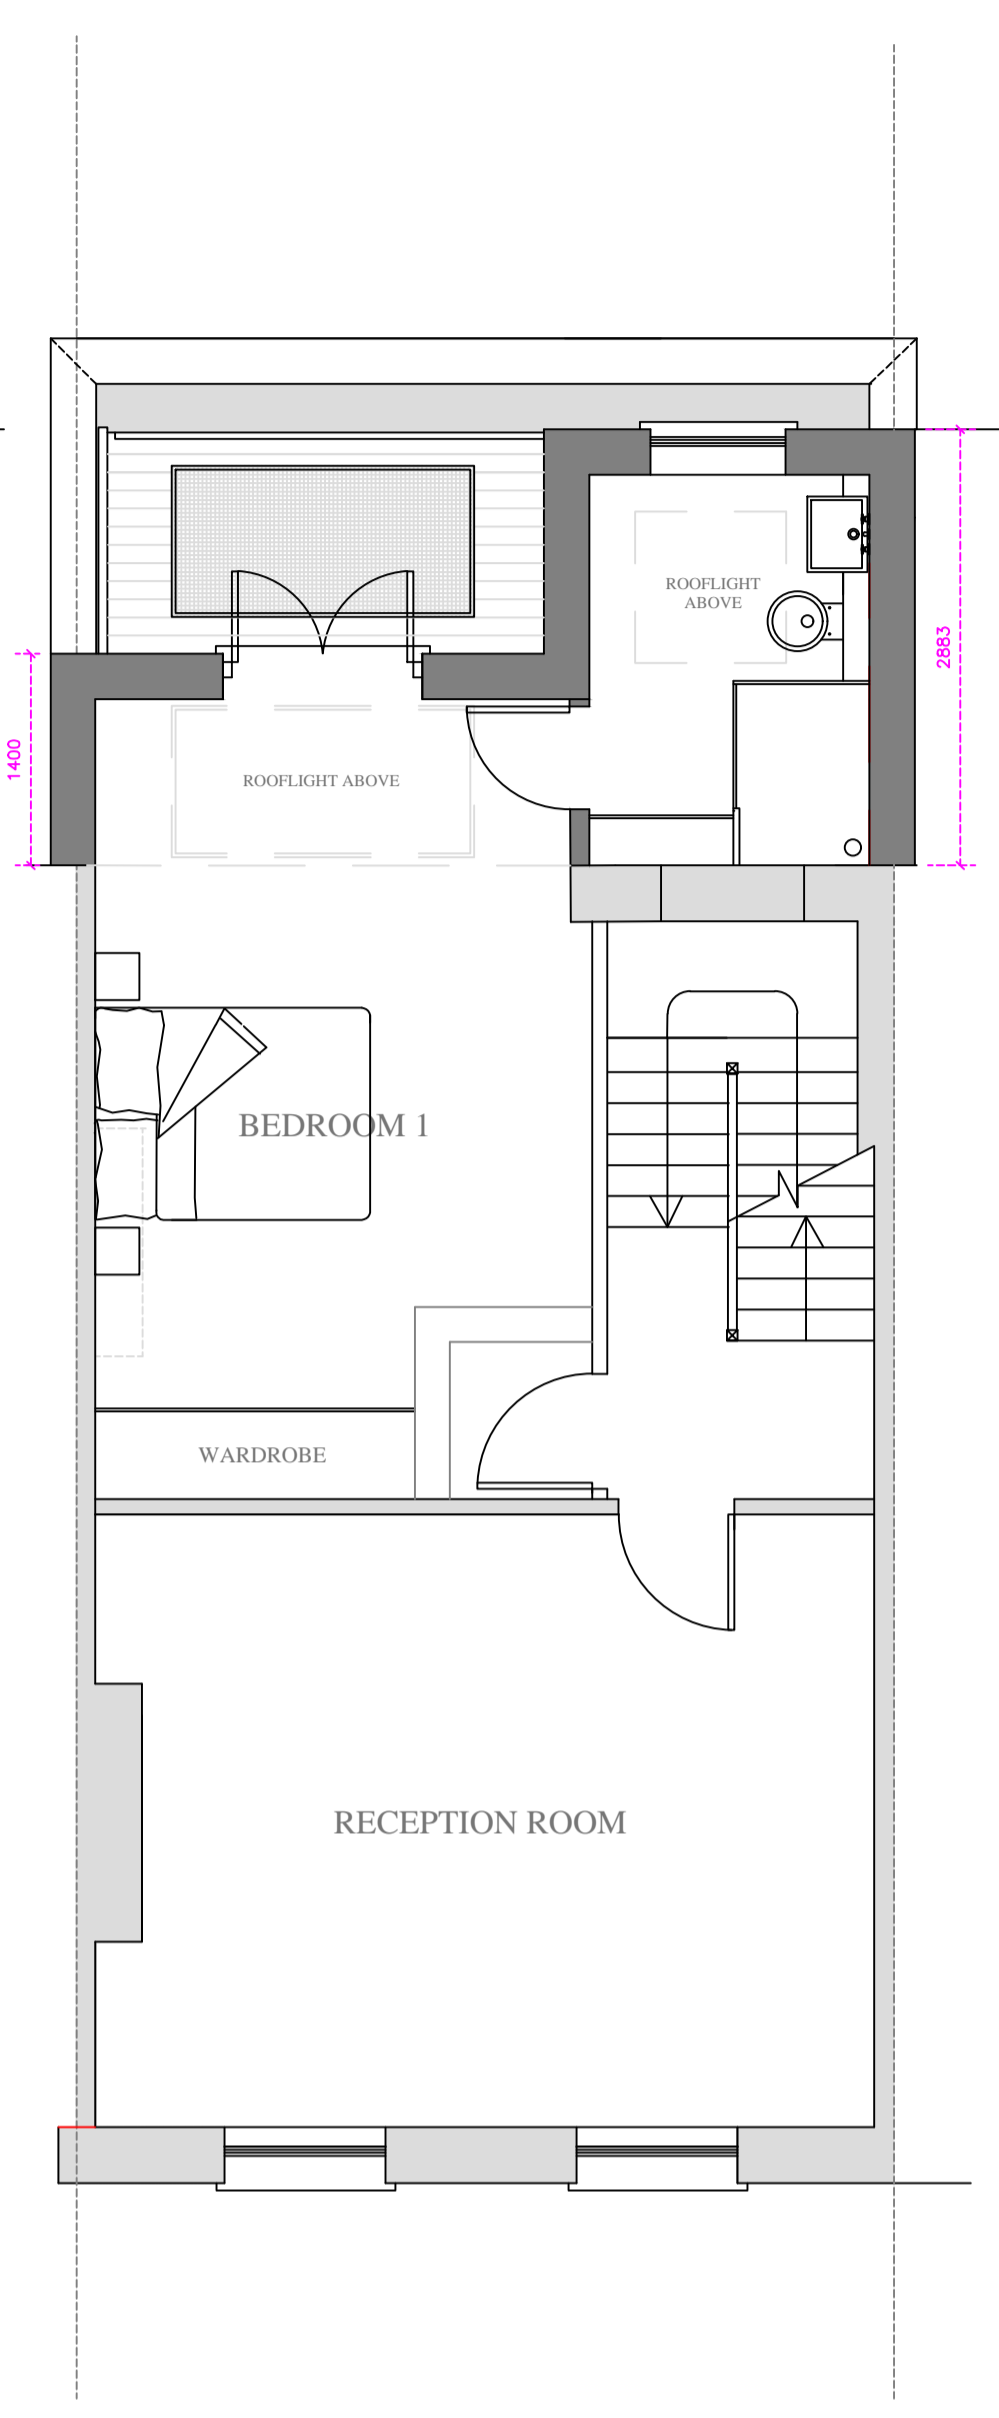 ROOFLIGHT
ABOVE
2883
1400
ROOFLIGHT ABOVE
BEDROOM 1
WARDROBE
RECEPTION ROOM